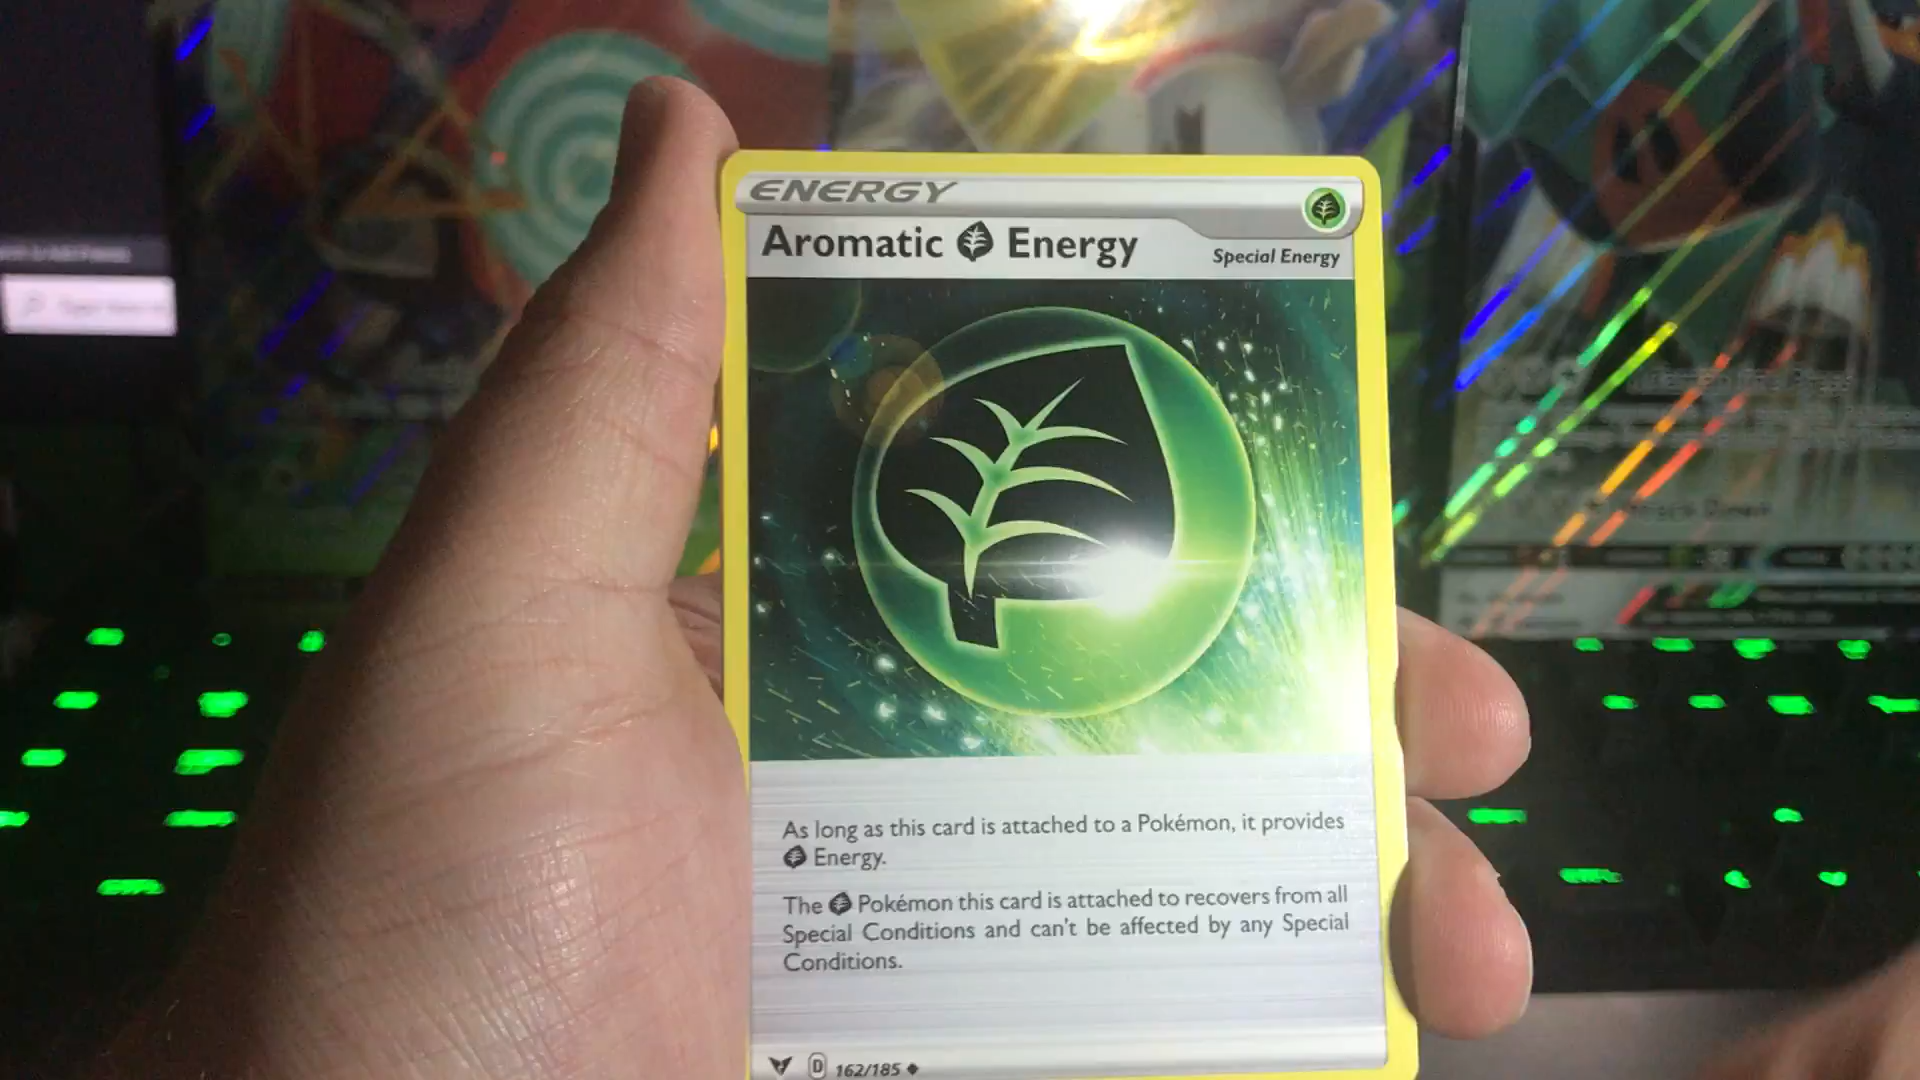 ENERGY
Aromatic Energy
Special Energy
As long as this card is attached to a Pokémon, it provides
Energy.
The Pokémon this card is attached to recovers from all
Special Conditions and can't be affected by any Special
Conditions.
D 162/185